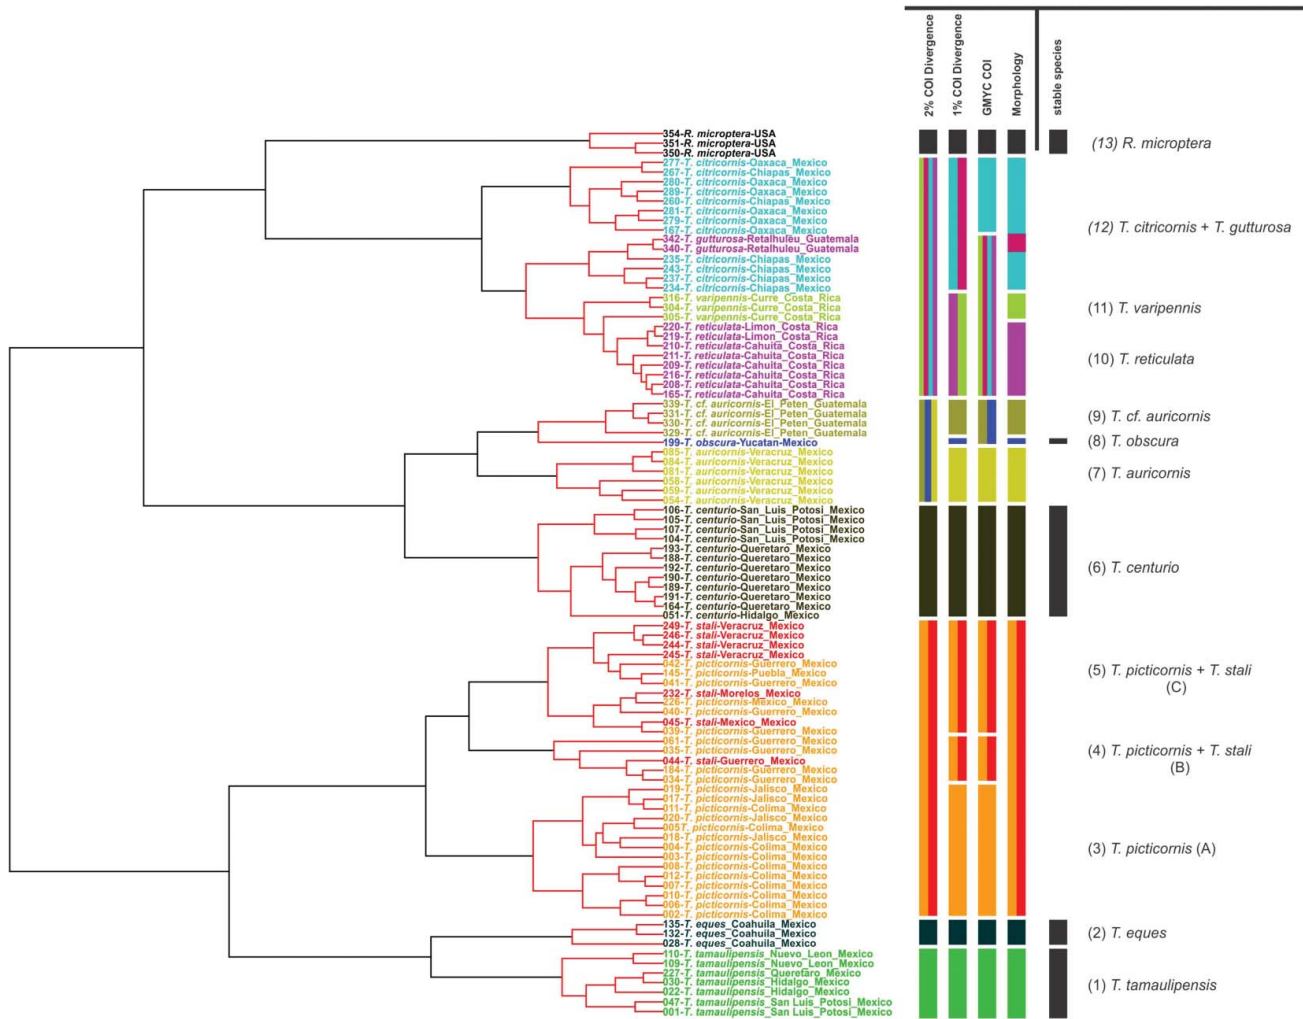 2% COI Divergence
1% COI Divergence
GMYC COI
Morphology
stable species
354-R. microptera-USA
351-R. microptera-USA
350-R. microptera-USA
277-T. citricornis-Oaxaca_Mexico
267-T. citricornis-Chiapas_Mexico
280-T. citricornis-Oaxaca_Mexico
289-T. citricornis-Oaxaca_Mexico
260-T. citricornis-Chiapas_Mexico
281-T. citricornis-Oaxaca_Mexico
279-T. citricornis-Oaxaca_Mexico
167-T. citricornis-Oaxaca_Mexico
342-T. gutturosa-Retalhuleu_Guatemala
340-T. gutturosa-Retalhuleu_Guatemala
235-T. citricornis-Chiapas_Mexico
243-T. citricornis-Chiapas_Mexico
237-T. citricornis-Chiapas_Mexico
234-T. citricornis-Chiapas_Mexico
316-T. varipennis-Curre_Costa_Rica
304-T. varipennis-Curre_Costa_Rica
305-T. varipennis-Curre_Costa_Rica
220-T. reticulata-Limon_Costa_Rica
219-T. reticulata-Limon_Costa_Rica
210-T. reticulata-Cahuita_Costa_Rica
211-T. reticulata-Cahuita_Costa_Rica
209-T. reticulata-Cahuita_Costa_Rica
216-T. reticulata-Cahuita_Costa_Rica
208-T. reticulata-Cahuita_Costa_Rica
165-T. reticulata-Cahuita_Costa_Rica
339-T. cf. auricornis-El_Peten_Guatemala
331-T. cf. auricornis-El_Peten_Guatemala
330-T. cf. auricornis-El_Peten_Guatemala
329-T. cf. auricornis-El_Peten_Guatemala
199-T. obscura-Yucatan-Mexico
085-T. auricornis-Veracruz_Mexico
084-T. auricornis-Veracruz_Mexico
081-T. auricornis-Veracruz_Mexico
058-T. auricornis-Veracruz_Mexico
059-T. auricornis-Veracruz_Mexico
054-T. auricornis-Veracruz_Mexico
106-T. centurio-San_Luis_Potosi_Mexico
105-T. centurio-San_Luis_Potosi_Mexico
107-T. centurio-San_Luis_Potosi_Mexico
104-T. centurio-San_Luis_Potosi_Mexico
193-T. centurio-Queretaro_Mexico
188-T. centurio-Queretaro_Mexico
192-T. centurio-Queretaro_Mexico
190-T. centurio-Queretaro_Mexico
189-T. centurio-Queretaro_Mexico
191-T. centurio-Queretaro_Mexico
164-T. centurio-Queretaro_Mexico
051-T. centurio-Hidalgo_Mexico
249-T. stali-Veracruz_Mexico
246-T. stali-Veracruz_Mexico
244-T. stali-Veracruz_Mexico
245-T. stali-Veracruz_Mexico
042-T. picticornis-Guerrero_Mexico
145-T. picticornis-Puebla_Mexico
041-T. picticornis-Guerrero_Mexico
232-T. stali-Morelos_Mexico
226-T. picticornis-Mexico_Mexico
040-T. picticornis-Guerrero_Mexico
045-T. stali-Mexico_Mexico
039-T. picticornis-Guerrero_Mexico
061-T. picticornis-Guerrero_Mexico
035-T. picticornis-Guerrero_Mexico
044-T. stali-Guerrero_Mexico
184-T. picticornis-Guerrero_Mexico
034-T. picticornis-Guerrero_Mexico
019-T. picticornis-Jalisco_Mexico
017-T. picticornis-Jalisco_Mexico
011-T. picticornis-Colima_Mexico
020-T. picticornis-Jalisco_Mexico
005T. picticornis-Colima_Mexico
018-T. picticornis-Jalisco_Mexico
004-T. picticornis-Colima_Mexico
003-T. picticornis-Colima_Mexico
008-T. picticornis-Colima_Mexico
012-T. picticornis-Colima_Mexico
007-T. picticornis-Colima_Mexico
010-T. picticornis-Colima_Mexico
006-T. picticornis-Colima_Mexico
002-T. picticornis-Colima_Mexico
135-T. eques_Coahuila_Mexico
132-T. eques_Coahuila_Mexico
028-T. eques_Coahuila_Mexico
110-T. tamaulipensis_Nuevo_Leon_Mexico
109-T. tamaulipensis_Nuevo_Leon_Mexico
227-T. tamaulipensis_Queretaro_Mexico
030-T. tamaulipensis_Hidalgo_Mexico
022-T. tamaulipensis_Hidalgo_Mexico
047-T. tamaulipensis_San Luis_Potosi_Mexico
001-T. tamaulipensis_San Luis_Potosi_Mexico
(13) R. microptera
(12) T. citricornis + T. gutturosa
(11) T. varipennis
(10) T. reticulata
(9) T. cf. auricornis
(8) T. obscura
(7) T. auricornis
(6) T. centurio
(5) T. picticornis + T. stali
(C)
(4) T. picticornis + T. stali
(B)
(3) T. picticornis (A)
(2) T. eques
(1) T. tamaulipensis